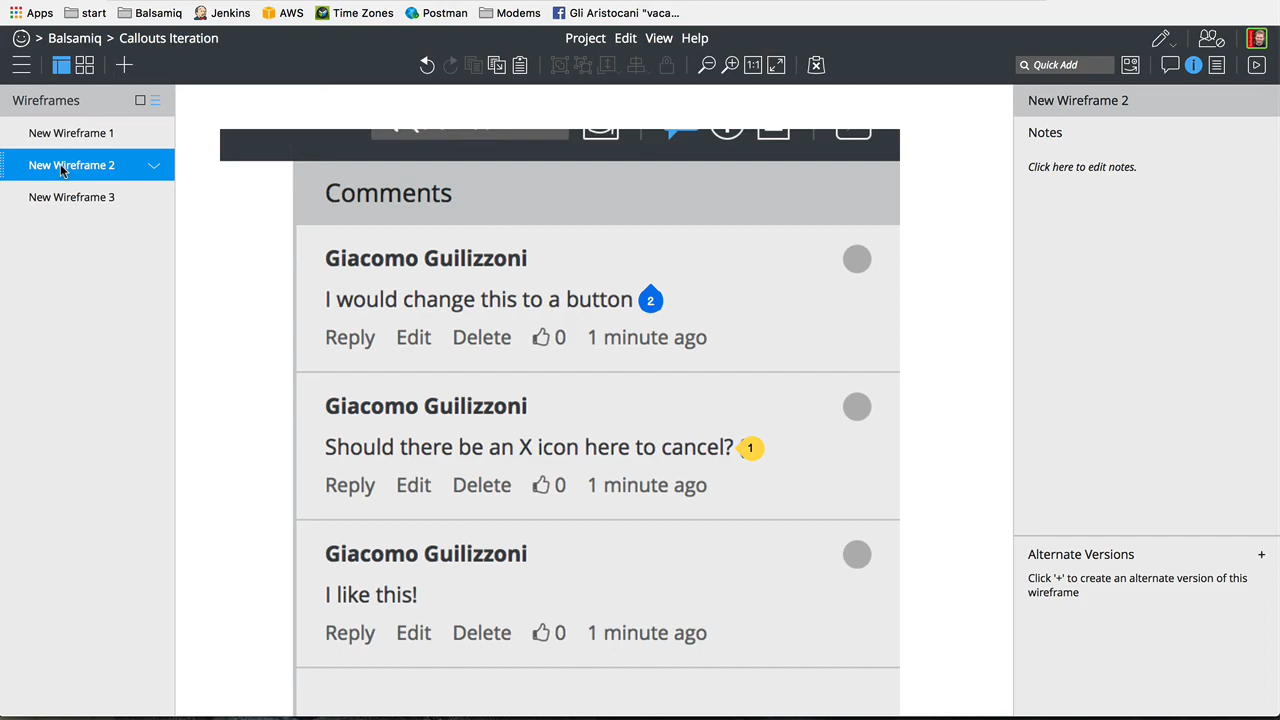 Apps start Balsamiq Jenkins AWS Time Zones Postman Modems Gli Aristocani "vaca...
> Balsamiq > Callouts Iteration Project Edit View Help
1:1 Quick Add
Wireframes
New Wireframe 1
New Wireframe 2
New Wireframe 3
Comments
Giacomo Guilizzoni
I would change this to a button 2
Reply Edit Delete 0 1 minute ago
Giacomo Guilizzoni
Should there be an X icon here to cancel? 1
Reply Edit Delete 0 1 minute ago
Giacomo Guilizzoni
I like this!
Reply Edit Delete 0 1 minute ago
New Wireframe 2
Notes
Click here to edit notes.
Alternate Versions +
Click '+' to create an alternate version of this
wireframe